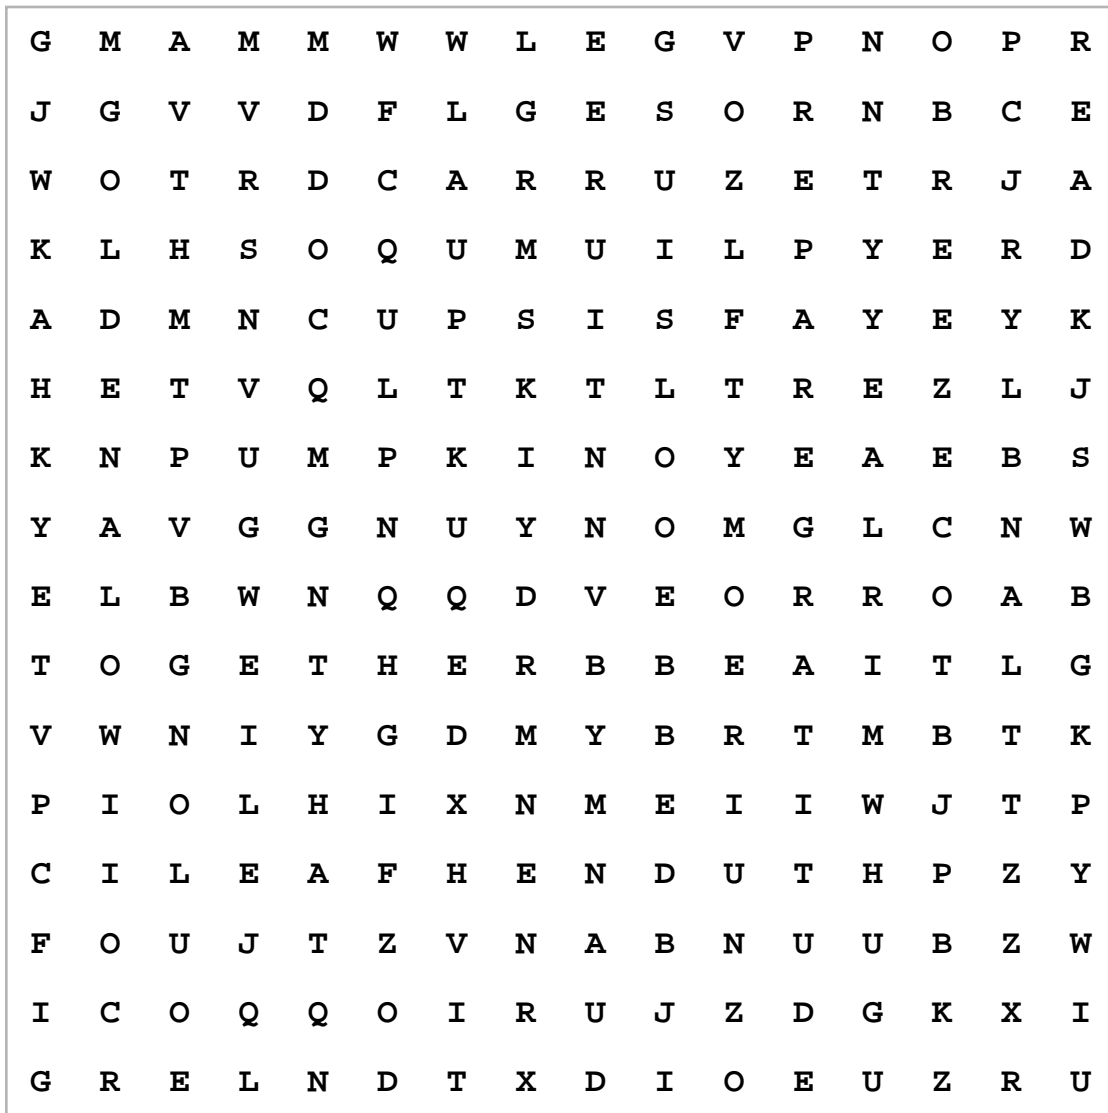 G M A M M W W L E G V P N O P R
J G V V D F L G E S O R N B C E
W O T R D C A R R U Z E T R J A
K L H S O Q U M U I L P Y E R D
A D M N C U P S I S F A Y E Y K
H E T V Q L T K T L T R E Z L J
K N P U M P K I N O Y E A E B S
Y A V G G N U Y N O M G L C N W
E L B W N Q Q D V E O R R O A B
T O G E T H E R B B E A I T L G
V W N I Y G D M Y B R T M B T K
P I O L H I X N M E I I W J T P
C I L E A F H E N D U T H P Z Y
F O U J T Z V N A B N U U B Z W
I C O Q Q O I R U J Z D G K X I
G R E L N D T X D I O E U Z R U